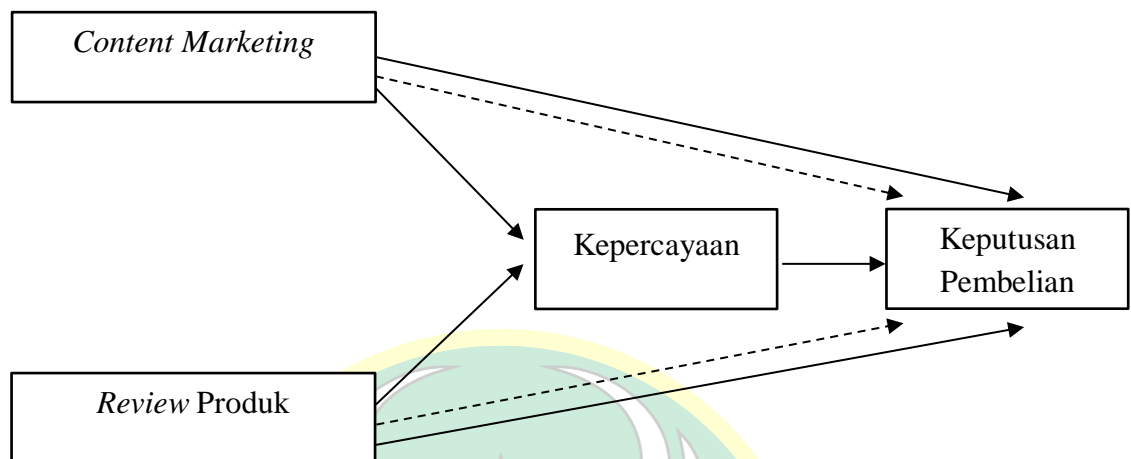 Content Marketing
Kepercayaan
Keputusan
Pembelian
Review Produk